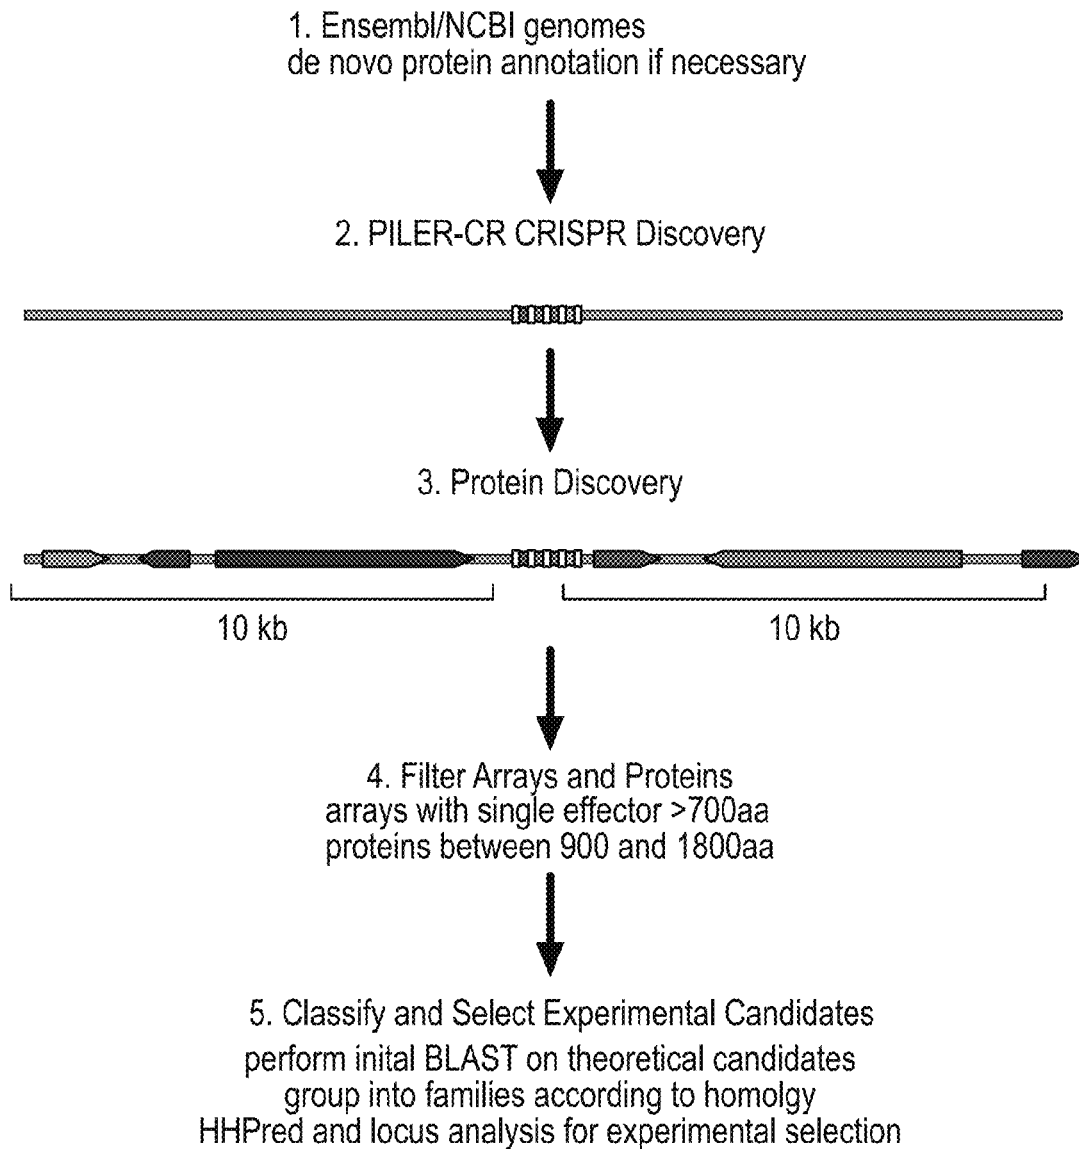 1. Ensembl/NCBI genomes
de novo protein annotation if necessary
2. PILER-CR CRISPR Discovery
3. Protein Discovery
10 kb
10 kb
4. Filter Arrays and Proteins
arrays with single effector >700aa
proteins between 900 and 1800aa
5. Classify and Select Experimental Candidates
perform inital BLAST on theoretical candidates
group into families according to homolgy
HHPred and locus analysis for experimental selection